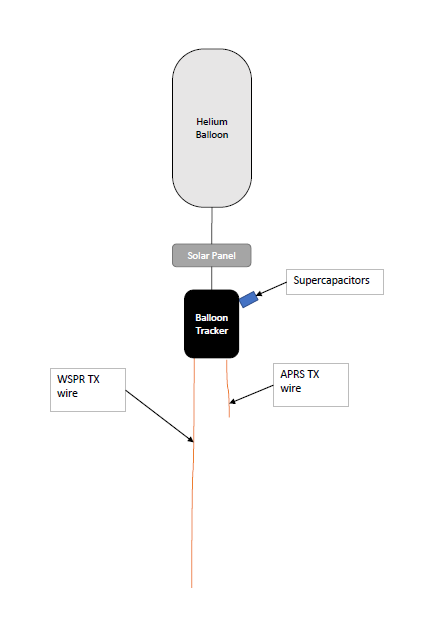 Helium
Balloon
Solar Panel
Supercapacitors
Balloon
Tracker
APRS TX
wire
WSPR TX
wire